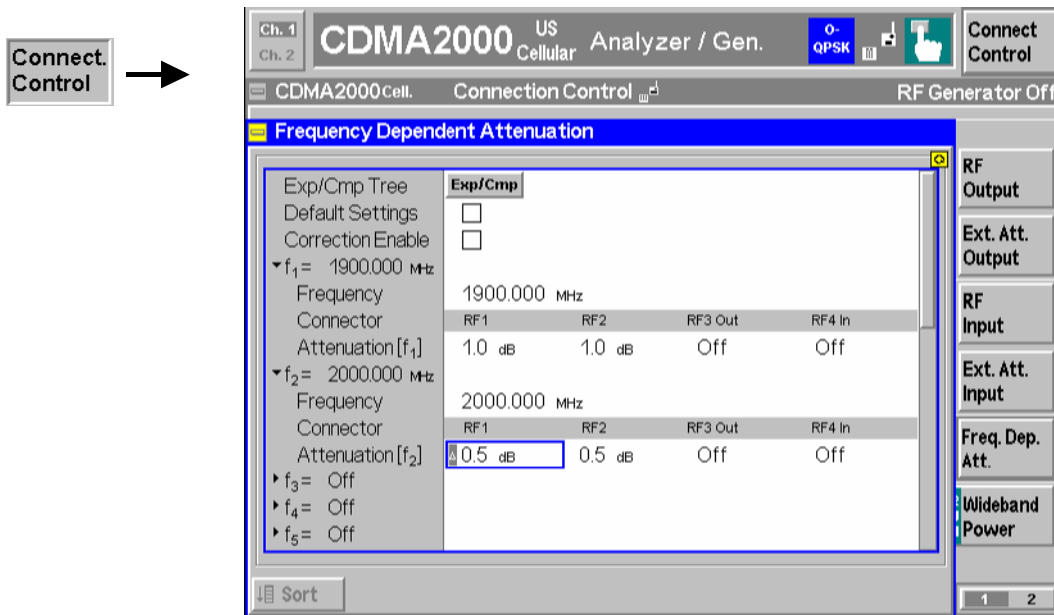 Connect.
Control
Ch. 1
Ch. 2
CDMA2000 US Cellular Analyzer / Gen.
O-
QPSK
Connect
Control
CDMA2000 Cell. Connection Control RF Generator Off
Frequency Dependent Attenuation
Exp/Cmp Tree Exp/Cmp
Default Settings
Correction Enable
f1= 1900.000 MHz
Frequency 1900.000 MHz
Connector RF1 RF2 RF3 Out RF4 In
Attenuation [f1] 1.0 dB 1.0 dB Off Off
f2= 2000.000 MHz
Frequency 2000.000 MHz
Connector RF1 RF2 RF3 Out RF4 In
Attenuation [f2] 0.5 dB 0.5 dB Off Off
f3= Off
f4= Off
f5= Off
Sort
RF
Output
Ext. Att.
Output
RF
Input
Ext. Att.
Input
Freq. Dep.
Att.
Wideband
Power
1 2